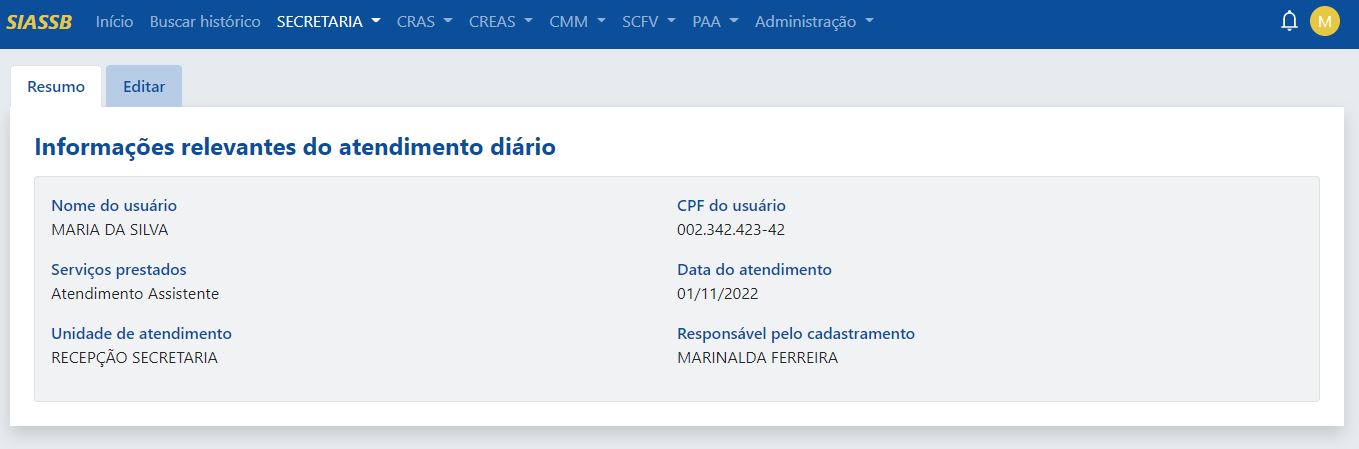 SIASSB Início Buscar histórico SECRETARIA CRAS CREAS CMM SCFV PAA Administração M
Resumo Editar
Informações relevantes do atendimento diário
Nome do usuário CPF do usuário
MARIA DA SILVA 002.342.423-42
Serviços prestados Data do atendimento
Atendimento Assistente 01/11/2022
Unidade de atendimento Responsável pelo cadastramento
RECEPÇÃO SECRETARIA MARINALDA FERREIRA